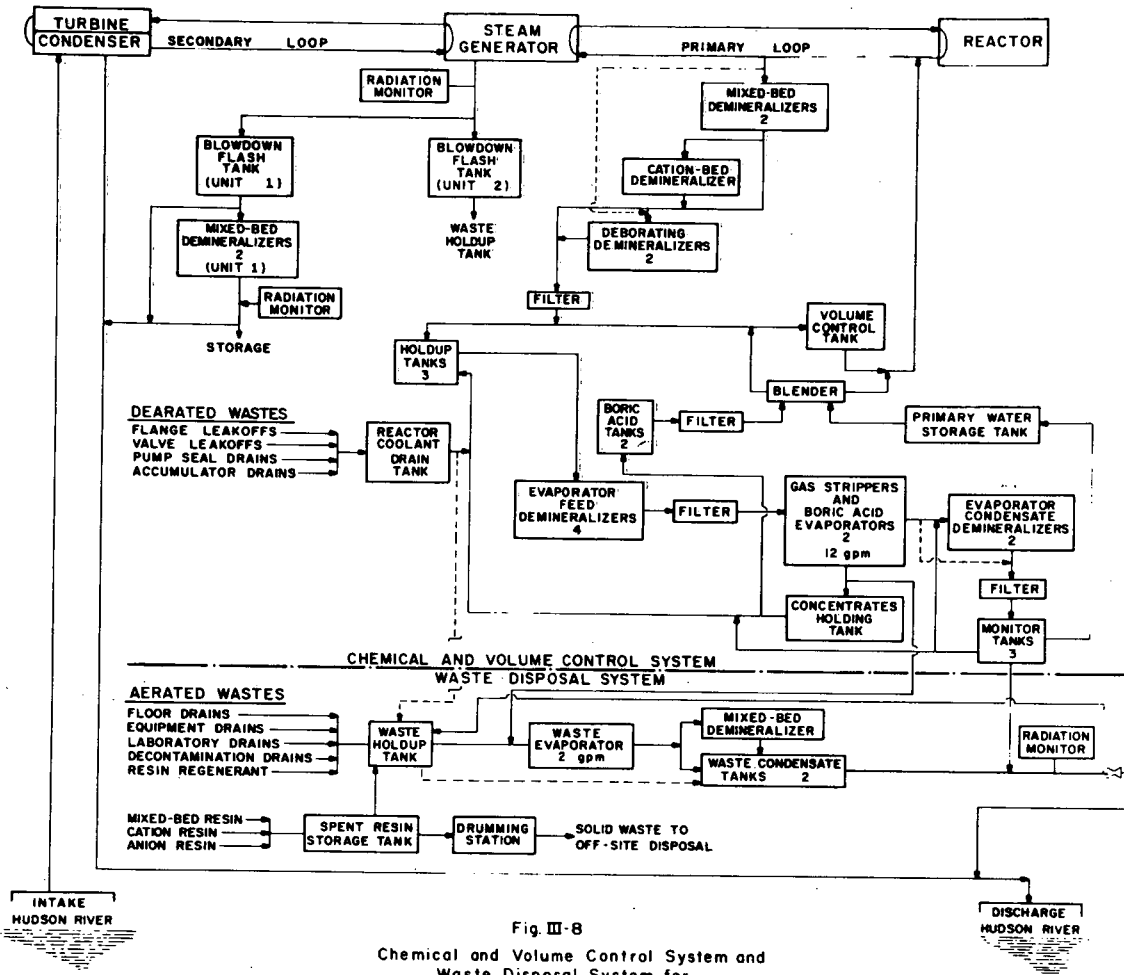 TURBINE
CONDENSER
SECONDARY LOOP
STEAM
GENERATOR
PRIMARY LOOP
REACTOR
RADIATION
MONITOR
MIXED-BED
DEMINERALIZERS
2
BLOWDOWN
FLASH
TANK
(UNIT 1)
BLOWDOWN
FLASH
TANK
(UNIT 2)
CATION-BED
DEMINERALIZER
WASTE
HOLDUP
TANK
DEBORATING
DEMINERALIZERS
2
MIXED-BED
DEMINERALIZERS
2
(UNIT 1)
RADIATION
MONITOR
FILTER
STORAGE
VOLUME
CONTROL
TANK
HOLDUP
TANKS
3
BLENDER
BORIC
ACID
TANKS
2
FILTER
PRIMARY WATER
STORAGE TANK
DEARATED WASTES
FLANGE LEAKOFFS
VALVE LEAKOFFS
PUMP SEAL DRAINS
ACCUMULATOR DRAINS
REACTOR
COOLANT
DRAIN
TANK
EVAPORATOR
FEED
DEMINERALIZERS
4
FILTER
GAS STRIPPERS
AND
BORIC ACID
EVAPORATORS
2
12 gpm
EVAPORATOR
CONDENSATE
DEMINERALIZERS
2
FILTER
CONCENTRATES
HOLDING
TANK
MONITOR
TANKS
3
CHEMICAL AND VOLUME CONTROL SYSTEM
WASTE DISPOSAL SYSTEM
AERATED WASTES
FLOOR DRAINS
EQUIPMENT DRAINS
LABORATORY DRAINS
DECONTAMINATION DRAINS
RESIN REGENERANT
WASTE
HOLDUP
TANK
WASTE
EVAPORATOR
2 gpm
MIXED-BED
DEMINERALIZER
WASTE CONDENSATE
TANKS 2
RADIATION
MONITOR
MIXED-BED RESIN
CATION RESIN
ANION RESIN
SPENT RESIN
STORAGE TANK
DRUMMING
STATION
SOLID WASTE TO
OFF-SITE DISPOSAL
INTAKE
HUDSON RIVER
DISCHARGE
HUDSON RIVER
Fig. III-8
Chemical and Volume Control System and
Waste Disposal System for